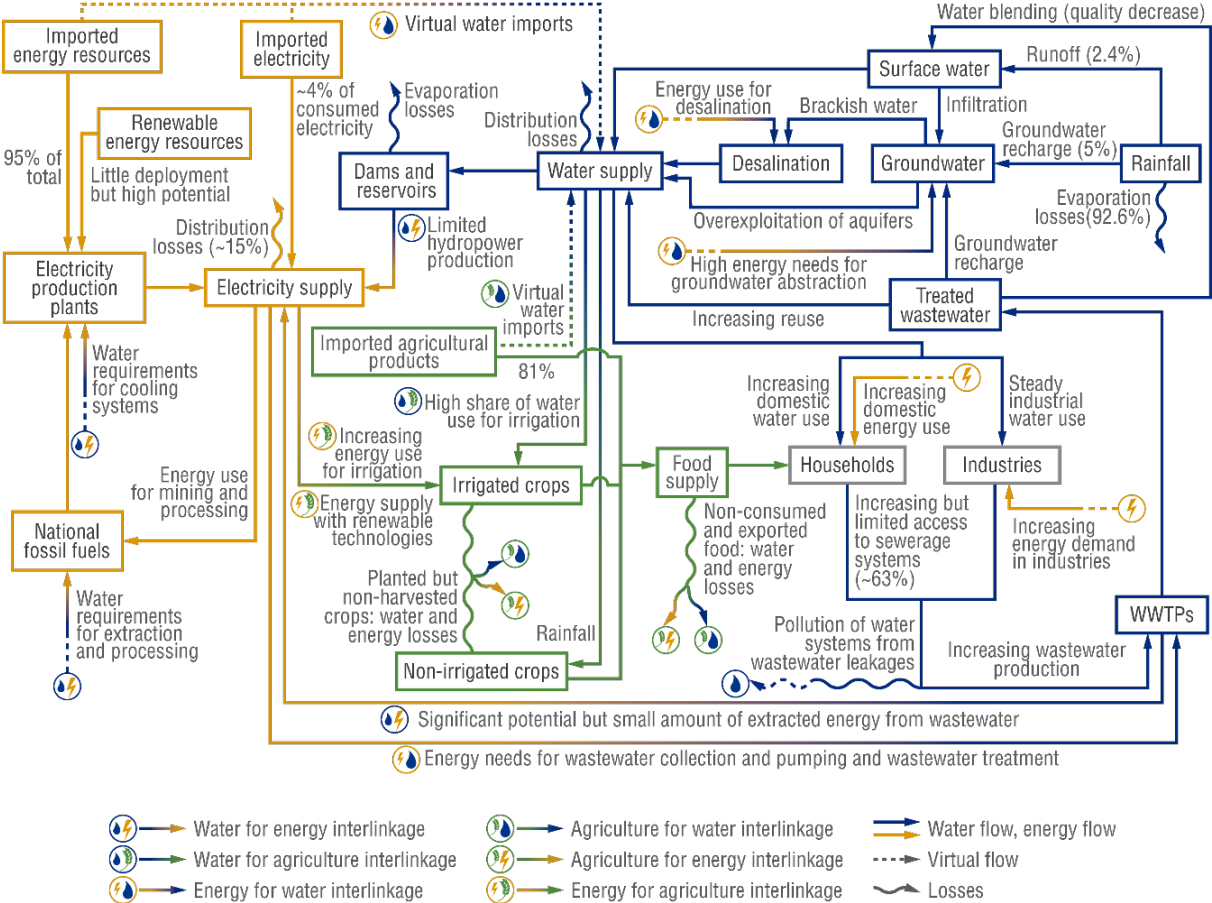 Water blending (quality decrease)
Virtual water imports
Imported
energy resources
Imported
electricity
Runoff (2.4%)
Surface water
~4% of
consumed
electricity
Evaporation
losses
Energy use for
desalination
Brackish water
Infiltration
Distribution
losses
Renewable
energy resources
Groundwater
recharge (5%)
95% of
total
Dams and
reservoirs
Water supply
Desalination
Groundwater
Rainfall
Little deployment
but high potential
Evaporation
losses(92.6%)
Overexploitation of aquifers
Distribution
losses (~15%)
Limited
hydropower
production
Groundwater
recharge
High energy needs for
groundwater abstraction
Electricity
production
plants
Electricity supply
Virtual
water
imports
Treated
wastewater
Increasing reuse
Imported agricultural
products
81%
Water
requirements
for cooling
systems
High share of water
use for irrigation
Increasing
domestic
water use
Increasing
domestic
energy use
Steady
industrial
water use
Increasing
energy use
for irrigation
Energy use
for mining and
processing
Irrigated crops
Food
supply
Households
Industries
Energy supply
with renewable
technologies
National
fossil fuels
Non-consumed
and exported
food: water
and energy
losses
Increasing but
limited access
to sewerage
systems
(~63%)
Increasing
energy demand
in industries
Planted but
non-harvested
crops: water and
energy losses
Water
requirements
for extraction
and processing
Rainfall
WWTPs
Pollution of water
systems from
wastewater leakages
Increasing wastewater
production
Non-irrigated crops
Significant potential but small amount of extracted energy from wastewater
Energy needs for wastewater collection and pumping and wastewater treatment
Water for energy interlinkage
Agriculture for water interlinkage
Water flow, energy flow
Water for agriculture interlinkage
Agriculture for energy interlinkage
Virtual flow
Energy for water interlinkage
Energy for agriculture interlinkage
Losses